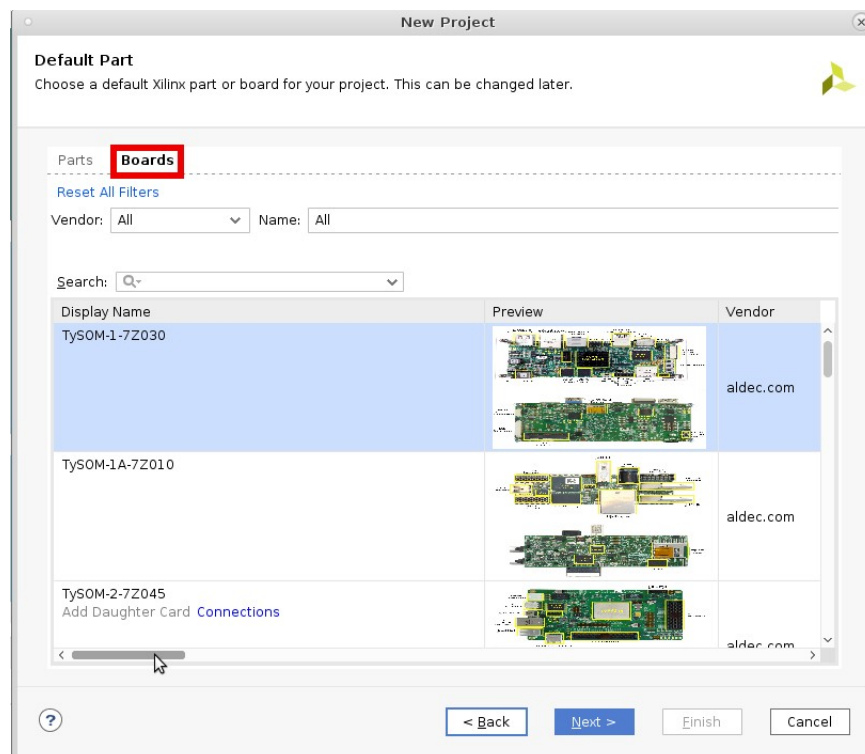 New Project
Default Part
Choose a default Xilinx part or board for your project. This can be changed later.
Parts Boards
Reset All Filters
Vendor: All Name: All
Search:
Display Name Preview Vendor
TySOM-1-7Z030
aldec.com
TySOM-1A-7Z010
aldec.com
TySOM-2-7Z045
Add Daughter Card Connections
aldec.com
? < Back Next > Finish Cancel